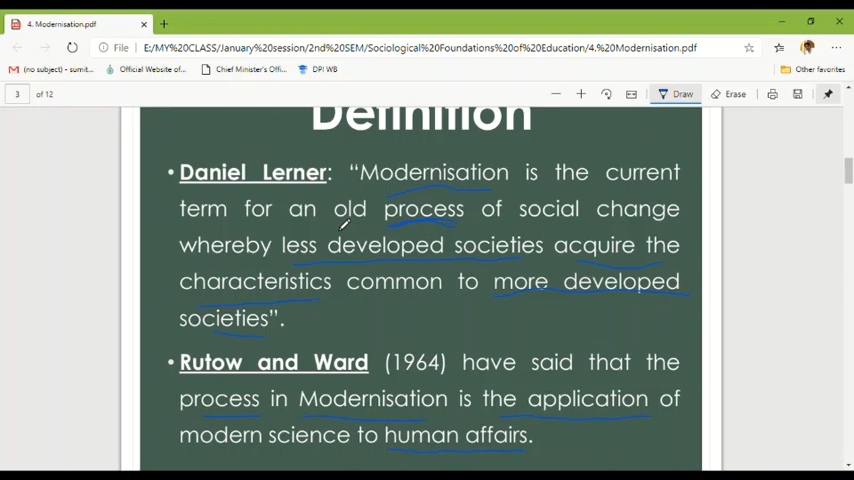 4. Modernisation.pdf
File E:/MY%20CLASS/January%20session/2nd%20SEM/Sociological%20Foundations%20of%20Education/4.%20Modernisation.pdf
(no subject) - sumit... Official Website of... Chief Minister's Offi... DPI WB Other favorites
3 of 12 Draw Erase
Definition
• Daniel Lerner: “Modernisation is the current
term for an old process of social change
whereby less developed societies acquire the
characteristics common to more developed
societies”.
• Rutow and Ward (1964) have said that the
process in Modernisation is the application of
modern science to human affairs.